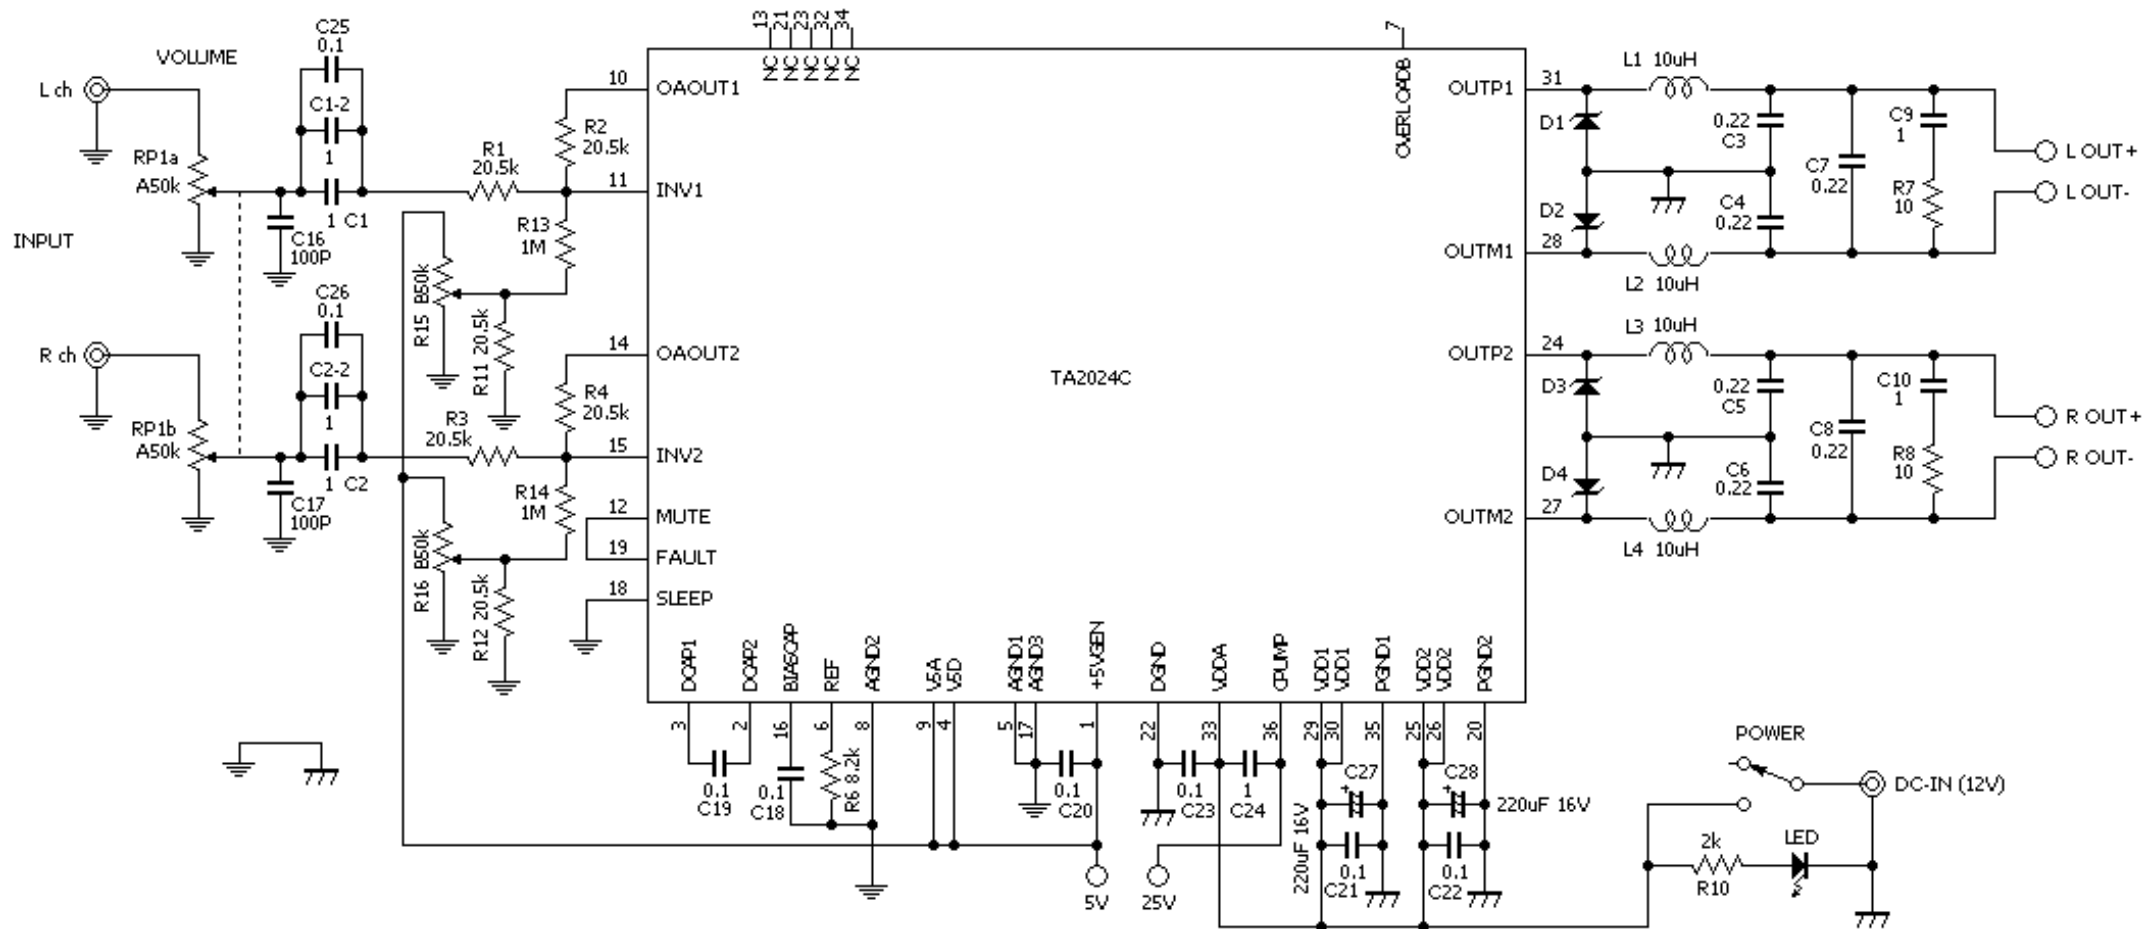 VOLUME
INPUT
L ch
RP1a
A50k
C25
0.1
C1-2
1
1 C1
C16
100P
R1
20.5k
R2
20.5k
R13
1M
R15 B50k
R11 20.5k
R ch
RP1b
A50k
C26
0.1
C2-2
1
1 C2
C17
100P
R3
20.5k
R4
20.5k
R14
1M
R16 B50k
R12 20.5k
13
21
23
32
34
NC
NC
NC
NC
NC
7
OVERLOADB
10
OAOUT1
11
INV1
14
OAOUT2
15
INV2
12
MUTE
19
FAULT
18
SLEEP
TA2024C
OUTP1
31
OUTM1
28
OUTP2
24
OUTM2
27
L1 10uH
D1
D2
0.22
C3
C4
0.22
C7
0.22
C9
1
R7
10
L2 10uH
L OUT+
L OUT-
L3 10uH
D3
D4
0.22
C5
C6
0.22
C8
0.22
C10
1
R8
10
L4 10uH
R OUT+
R OUT-
DCAP1
DCAP2
BIASCAP
REF
AGND2
V5A
V5D
AGND1
AGND3
+5VGEN
DGND
VDDA
CPUMP
VDD1
VDD1
PGND1
VDD2
VDD2
PGND2
3
2
16
6
8
9
4
5
17
1
22
33
36
29
30
35
25
26
20
0.1
C19
0.1
C18
R6 8.2k
0.1
C20
0.1
C23
1
C24
C27
+
220uF 16V
0.1
C21
C28
+
220uF 16V
0.1
C22
5V
25V
POWER
DC-IN (12V)
2k
R10
LED